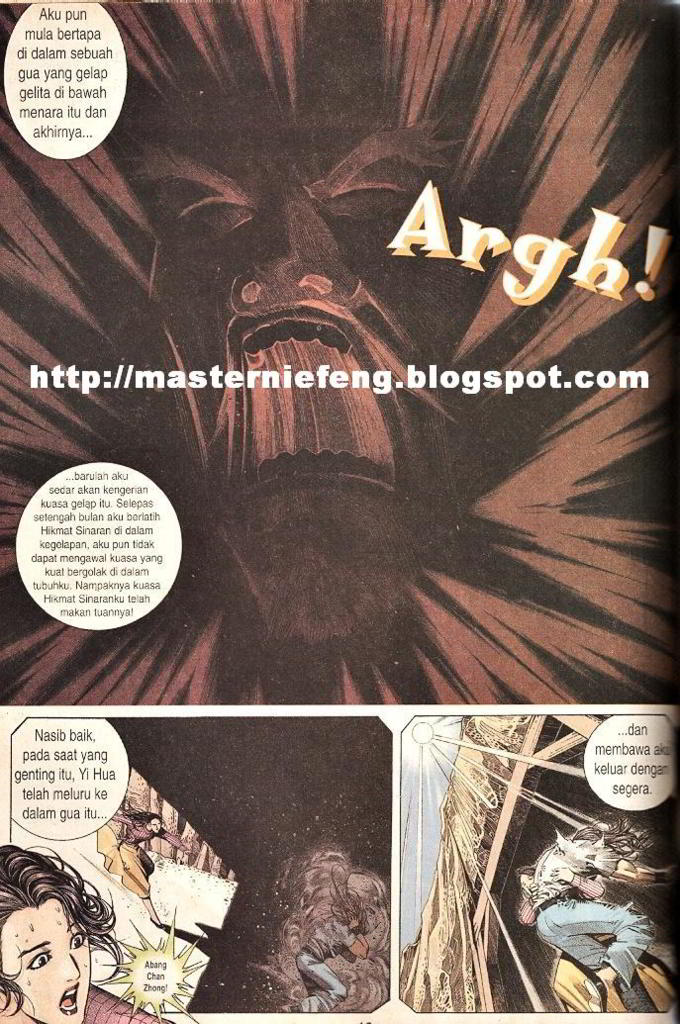 Aku pun
mula bertapa
di dalam sebuah
gua yang gelap
gelita di bawah
menara itu dan
akhirnya...
Argh!
http://masterniefeng.blogspot.com
...barulah aku
sedar akan kengerian
kuasa gelap itu. Selepas
setengah bulan aku berlatih
Hikmat Sinaran di dalam
kegelapan, aku pun tidak
dapat mengawal kuasa yang
kuat bergolak di dalam
tubuhku. Nampaknya kuasa
Hikmat Sinaranku telah
makan tuannya!
Nasib baik,
pada saat yang
genting itu, Yi Hua
telah meluru ke
dalam gua itu...
Abang
Chan
Zhong!
...dan
membawa aku
keluar dengan
segera.